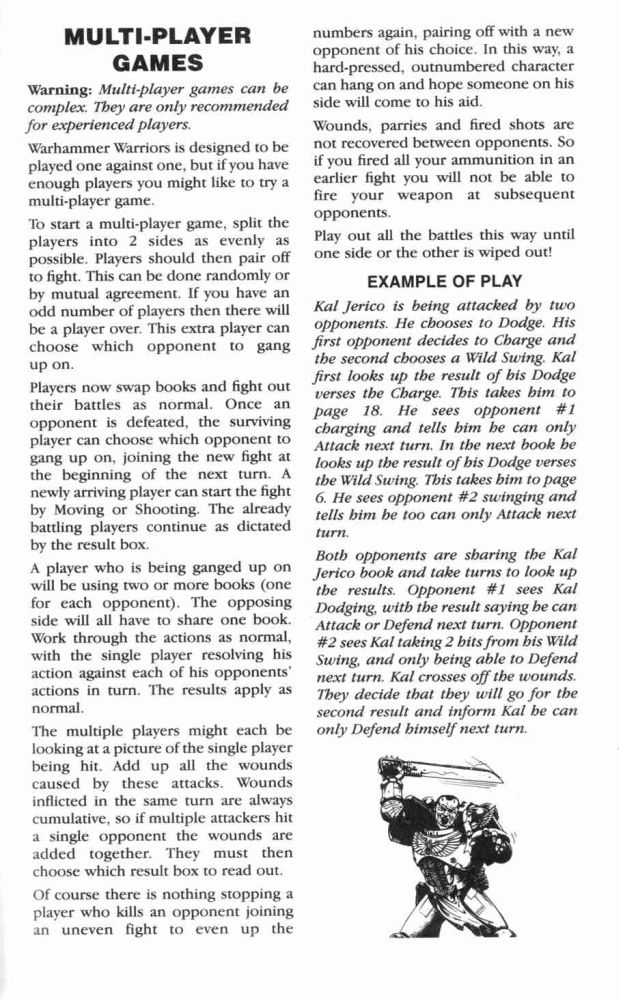 MULTI-PLAYER
GAMES
Warning: Multi-player games can be
complex. They are only recommended
for experienced players.
Warhammer Warriors is designed to be
played one against one, but if you have
enough players you might like to try a
multi-player game.
To start a multi-player game, split the
players into 2 sides as evenly as
possible. Players should then pair off
to fight. This can be done randomly or
by mutual agreement. If you have an
odd number of players then there will
be a player over. This extra player can
choose which opponent to gang
up on.
Players now swap books and fight out
their battles as normal. Once an
opponent is defeated, the surviving
player can choose which opponent to
gang up on, joining the new fight at
the beginning of the next turn. A
newly arriving player can start the fight
by Moving or Shooting. The already
battling players continue as dictated
by the result box.
A player who is being ganged up on
will be using two or more books (one
for each opponent). The opposing
side will all have to share one book.
Work through the actions as normal,
with the single player resolving his
action against each of his opponents'
actions in turn. The results apply as
normal.
The multiple players might each be
looking at a picture of the single player
being hit. Add up all the wounds
caused by these attacks. Wounds
inflicted in the same turn are always
cumulative, so if multiple attackers hit
a single opponent the wounds are
added together. They must then
choose which result box to read out.
Of course there is nothing stopping a
player who kills an opponent joining
an uneven fight to even up the
numbers again, pairing off with a new
opponent of his choice. In this way, a
hard-pressed, outnumbered character
can hang on and hope someone on his
side will come to his aid.
Wounds, parries and fired shots are
not recovered between opponents. So
if you fired all your ammunition in an
earlier fight you will not be able to
fire your weapon at subsequent
opponents.
Play out all the battles this way until
one side or the other is wiped out!
EXAMPLE OF PLAY
Kal Jerico is being attacked by two
opponents. He chooses to Dodge. His
first opponent decides to Charge and
the second chooses a Wild Swing. Kal
first looks up the result of his Dodge
verses the Charge. This takes him to
page 18. He sees opponent #1
charging and tells him he can only
Attack next turn. In the next book he
looks up the result of his Dodge verses
the Wild Swing. This takes him to page
6. He sees opponent #2 swinging and
tells him he too can only Attack next
turn.
Both opponents are sharing the Kal
Jerico book and take turns to look up
the results. Opponent #1 sees Kal
Dodging, with the result saying he can
Attack or Defend next turn. Opponent
#2 sees Kal taking 2 hits from his Wild
Swing, and only being able to Defend
next turn. Kal crosses off the wounds.
They decide that they will go for the
second result and inform Kal he can
only Defend himself next turn.